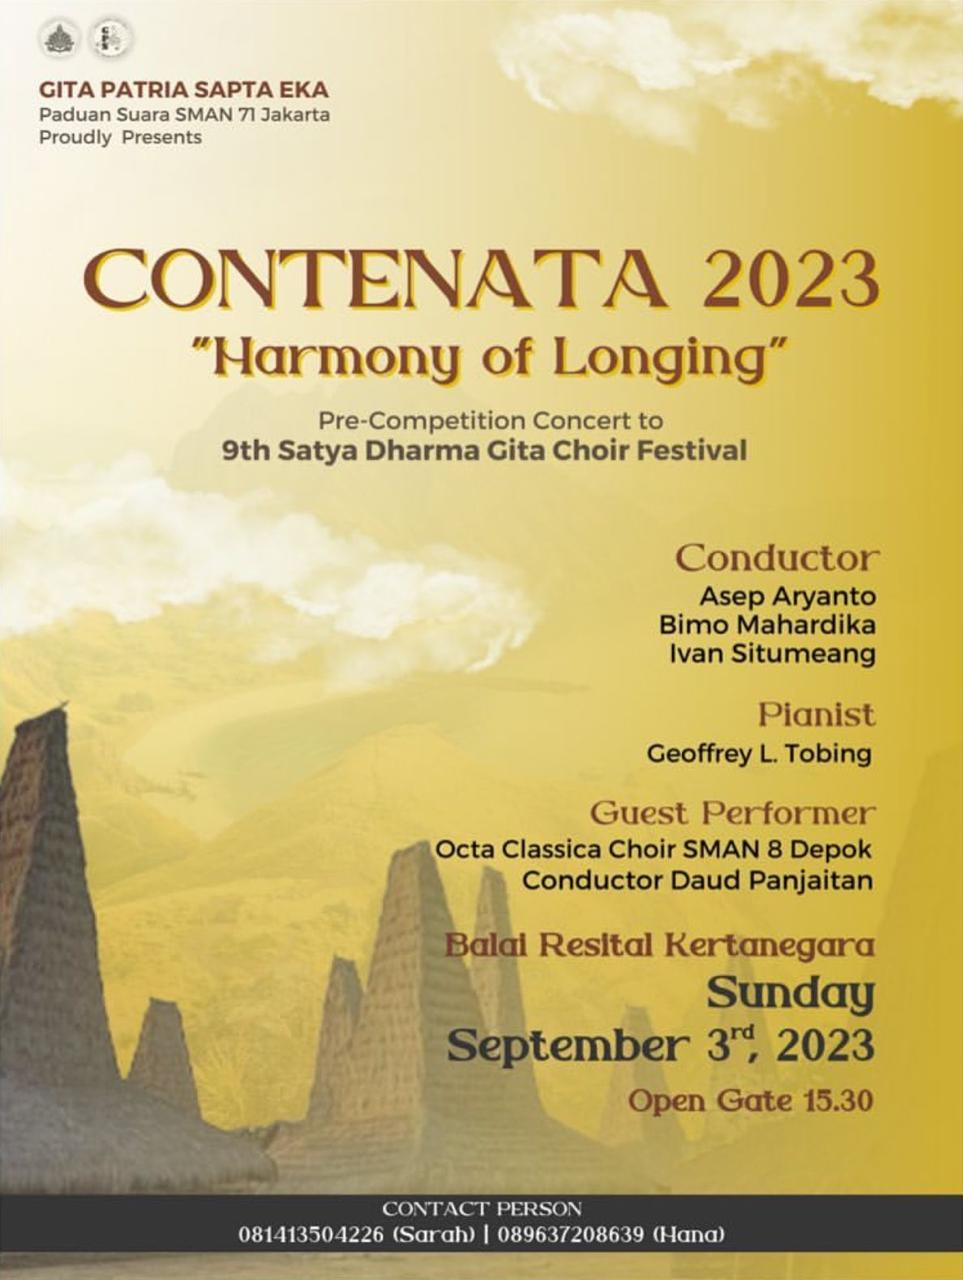 GITA PATRIA SAPTA EKA
Paduan Suara SMAN 71 Jakarta
Proudly Presents
CONTENATA 2023
"Harmony of Longing"
Pre-Competition Concert to
9th Satya Dharma Gita Choir Festival
Conductor
Asep Aryanto
Bimo Mahardika
Ivan Situmeang
Pianist
Geoffrey L. Tobing
Guest Performer
Octa Classica Choir SMAN 8 Depok
Conductor Daud Panjaitan
Balai Resital Kertanegara
Sunday
September 3rd, 2023
Open Gate 15.30
CONTACT PERSON
081413504226 (Sarah) | 089637208639 (Hana)